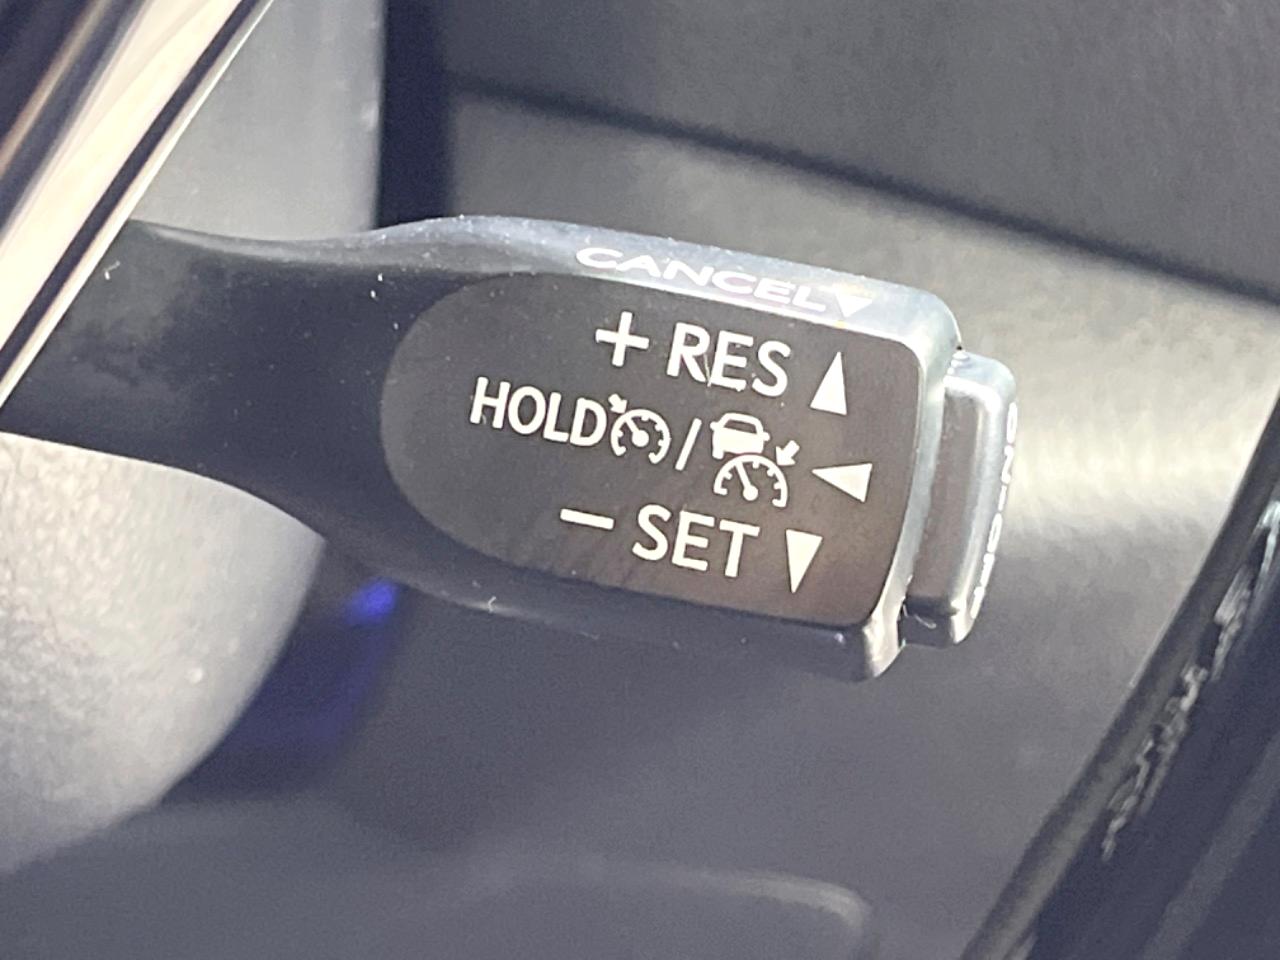 CANCEL▼
+ RES ▲
HOLD / ◀
− SET ▼